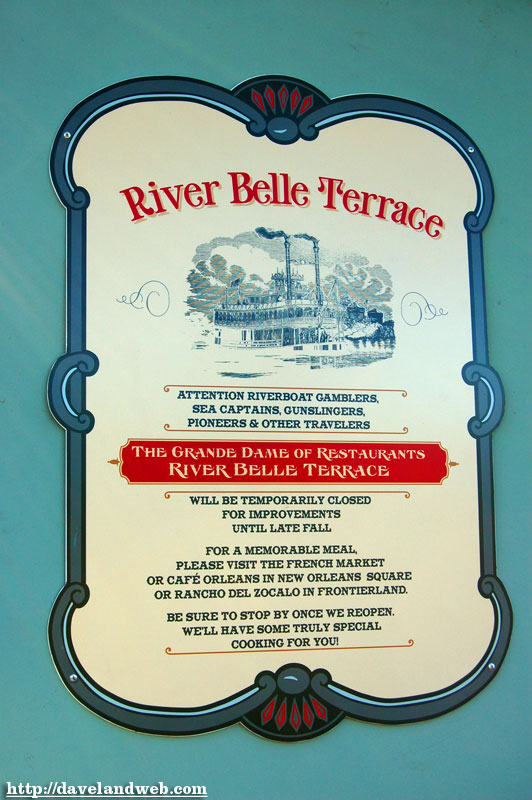 River Belle Terrace
ATTENTION RIVERBOAT GAMBLERS,
SEA CAPTAINS, GUNSLINGERS,
PIONEERS & OTHER TRAVELERS
THE GRANDE DAME OF RESTAURANTS
RIVER BELLE TERRACE
WILL BE TEMPORARILY CLOSED
FOR IMPROVEMENTS
UNTIL LATE FALL
FOR A MEMORABLE MEAL,
PLEASE VISIT THE FRENCH MARKET
OR CAFÉ ORLEANS IN NEW ORLEANS SQUARE
OR RANCHO DEL ZOCALO IN FRONTIERLAND.
BE SURE TO STOP BY ONCE WE REOPEN.
WE'LL HAVE SOME TRULY SPECIAL
COOKING FOR YOU!
http://davelandweb.com